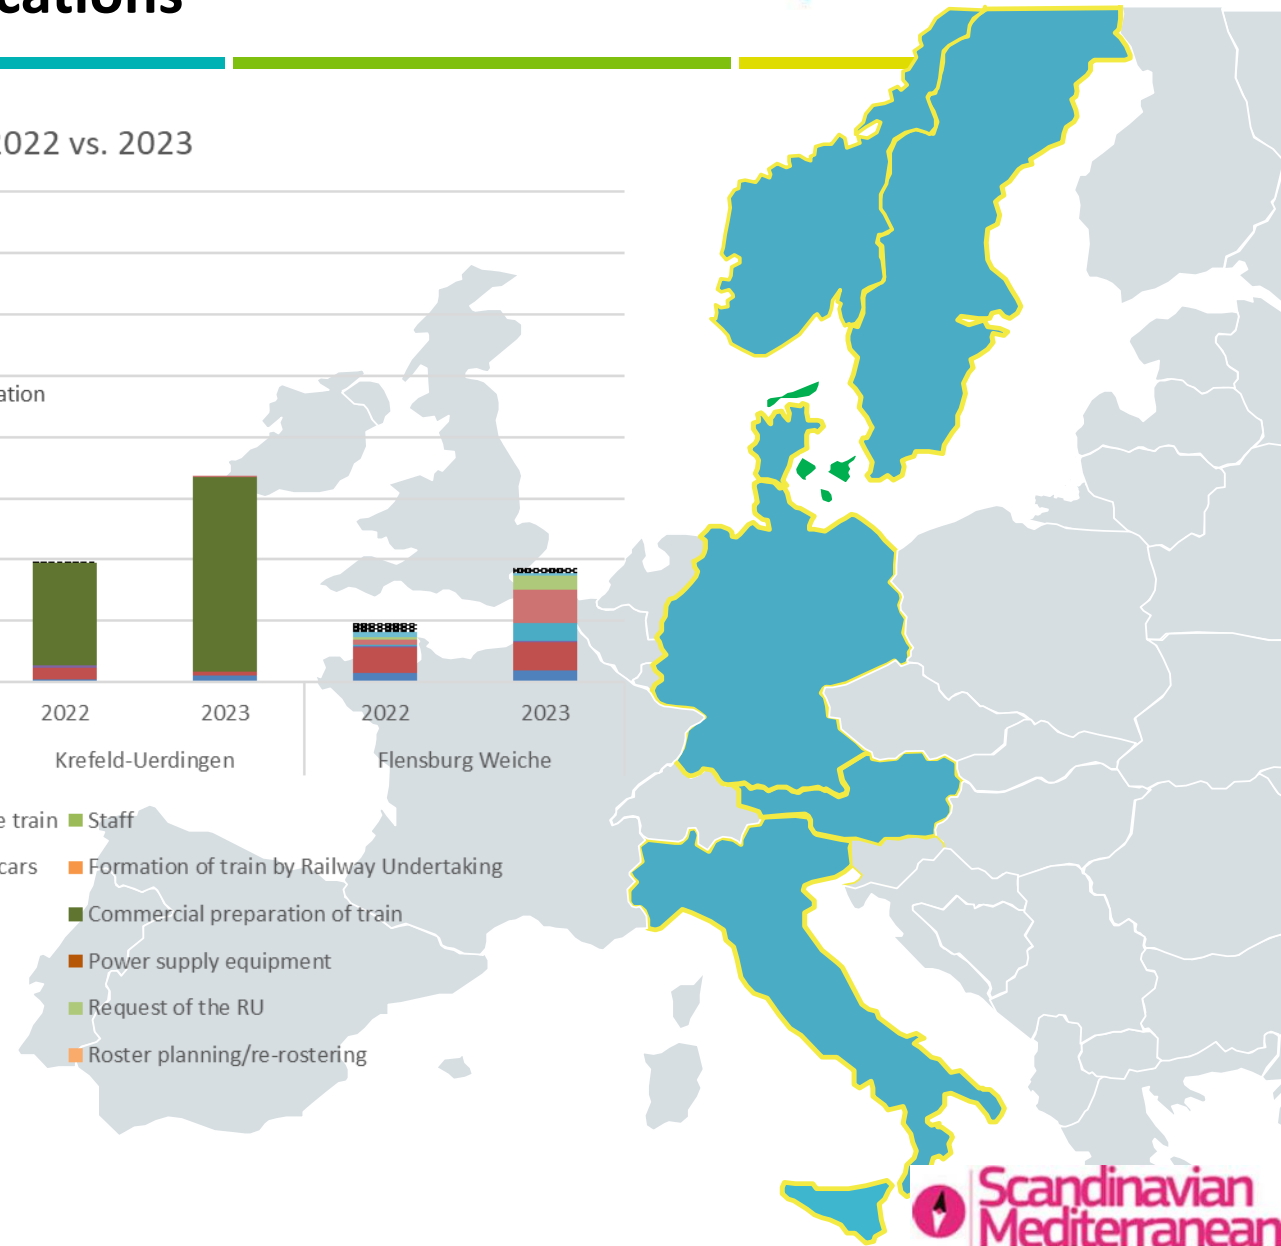 cations
2022 vs. 2023
ation
2022 2023 2022 2023
Krefeld-Uerdingen Flensburg Weiche
e train Staff
cars Formation of train by Railway Undertaking
Commercial preparation of train
Power supply equipment
Request of the RU
Roster planning/re-rostering
Scandinavian
Mediterranean